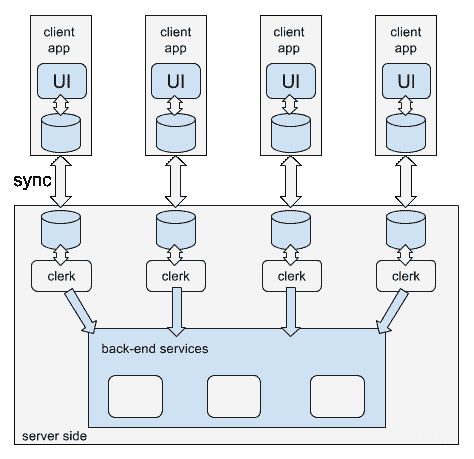 client
app
client
app
client
app
client
app
UI
UI
UI
UI
sync
clerk
clerk
clerk
clerk
back-end services
server side